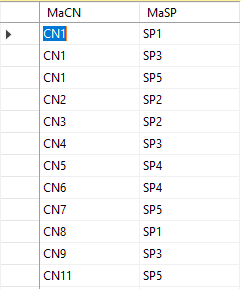 MaCN MaSP
CN1 SP1
CN1 SP3
CN1 SP5
CN2 SP2
CN3 SP2
CN4 SP3
CN5 SP4
CN6 SP4
CN7 SP5
CN8 SP1
CN9 SP3
CN11 SP5